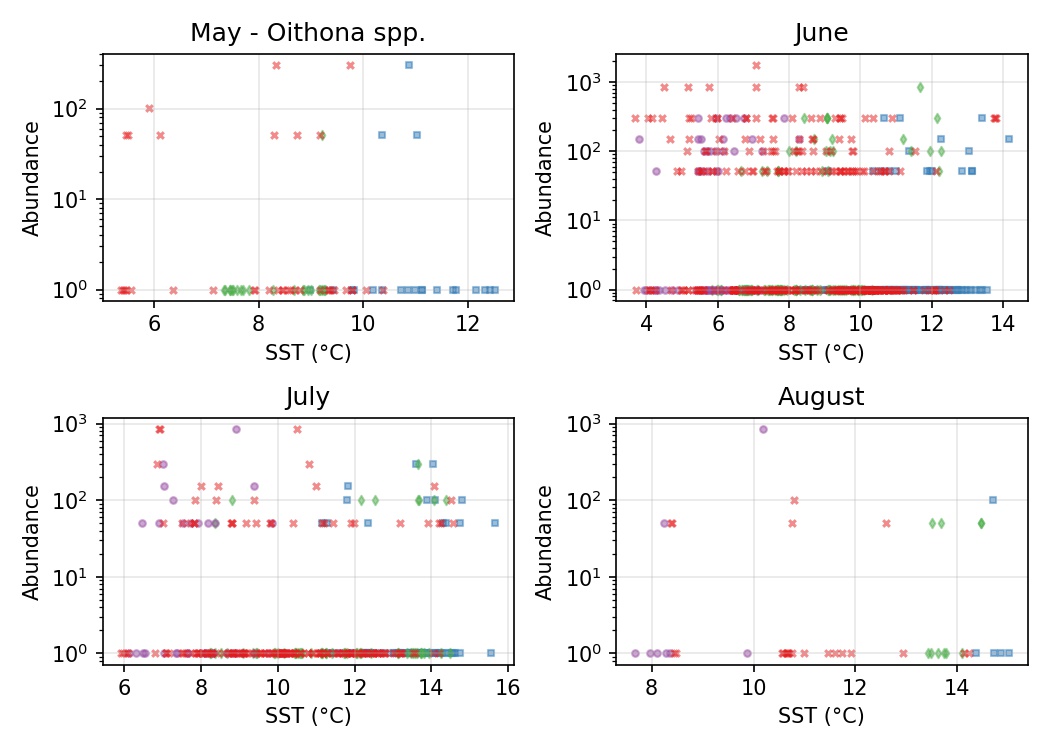 May - Oithona spp.
June
Abundance
10²
10¹
10⁰
6 8 10 12
SST (°C)
Abundance
10³
10²
10¹
10⁰
4 6 8 10 12 14
SST (°C)
July
August
Abundance
10³
10²
10¹
10⁰
6 8 10 12 14 16
SST (°C)
Abundance
10³
10²
10¹
10⁰
8 10 12 14
SST (°C)